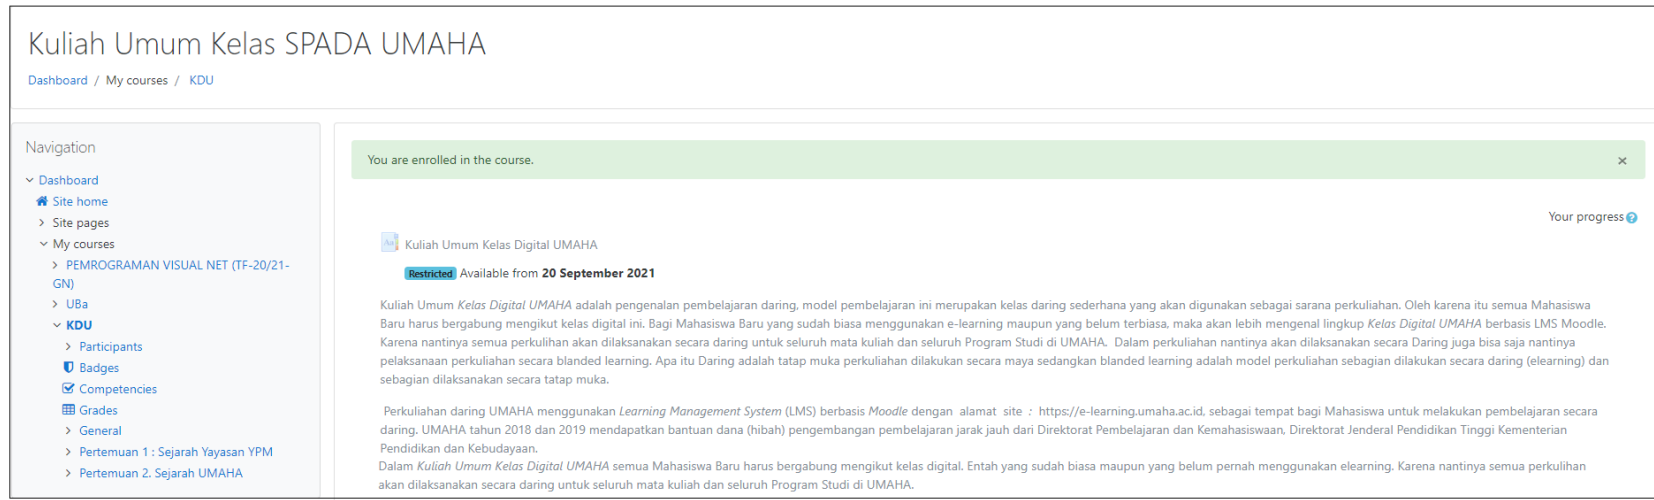 Kuliah Umum Kelas SPADA UMAHA
Dashboard / My courses / KDU
Navigation
Dashboard
Site home
Site pages
My courses
PEMROGRAMAN VISUAL NET (TF-20/21-
GN)
UBa
KDU
Participants
Badges
Competencies
Grades
General
Pertemuan 1 : Sejarah Yayasan YPM
Pertemuan 2. Sejarah UMAHA
You are enrolled in the course. ×
Your progress
Kuliah Umum Kelas Digital UMAHA
Restricted Available from 20 September 2021
Kuliah Umum Kelas Digital UMAHA adalah pengenalan pembelajaran daring, model pembelajaran ini merupakan kelas daring sederhana yang akan digunakan sebagai sarana perkuliahan. Oleh karena itu semua Mahasiswa
Baru harus bergabung mengikut kelas digital ini. Bagi Mahasiswa Baru yang sudah biasa menggunakan e-learning maupun yang belum terbiasa, maka akan lebih mengenal lingkup Kelas Digital UMAHA berbasis LMS Moodle.
Karena nantinya semua perkulihan akan dilaksanakan secara daring untuk seluruh mata kuliah dan seluruh Program Studi di UMAHA. Dalam perkuliahan nantinya akan dilaksanakan secara Daring juga bisa saja nantinya
pelaksanaan perkuliahan secara blanded learning. Apa itu Daring adalah tatap muka perkuliahan dilakukan secara maya sedangkan blanded learning adalah model perkuliahan sebagian dilakukan secara daring (elearning) dan
sebagian dilaksanakan secara tatap muka.
Perkuliahan daring UMAHA menggunakan Learning Management System (LMS) berbasis Moodle dengan alamat site : https://e-learning.umaha.ac.id, sebagai tempat bagi Mahasiswa untuk melakukan pembelajaran secara
daring. UMAHA tahun 2018 dan 2019 mendapatkan bantuan dana (hibah) pengembangan pembelajaran jarak jauh dari Direktorat Pembelajaran dan Kemahasiswaan, Direktorat Jenderal Pendidikan Tinggi Kementerian
Pendidikan dan Kebudayaan.
Dalam Kuliah Umum Kelas Digital UMAHA semua Mahasiswa Baru harus bergabung mengikut kelas digital. Entah yang sudah biasa maupun yang belum pernah menggunakan elearning. Karena nantinya semua perkulihan
akan dilaksanakan secara daring untuk seluruh mata kuliah dan seluruh Program Studi di UMAHA.